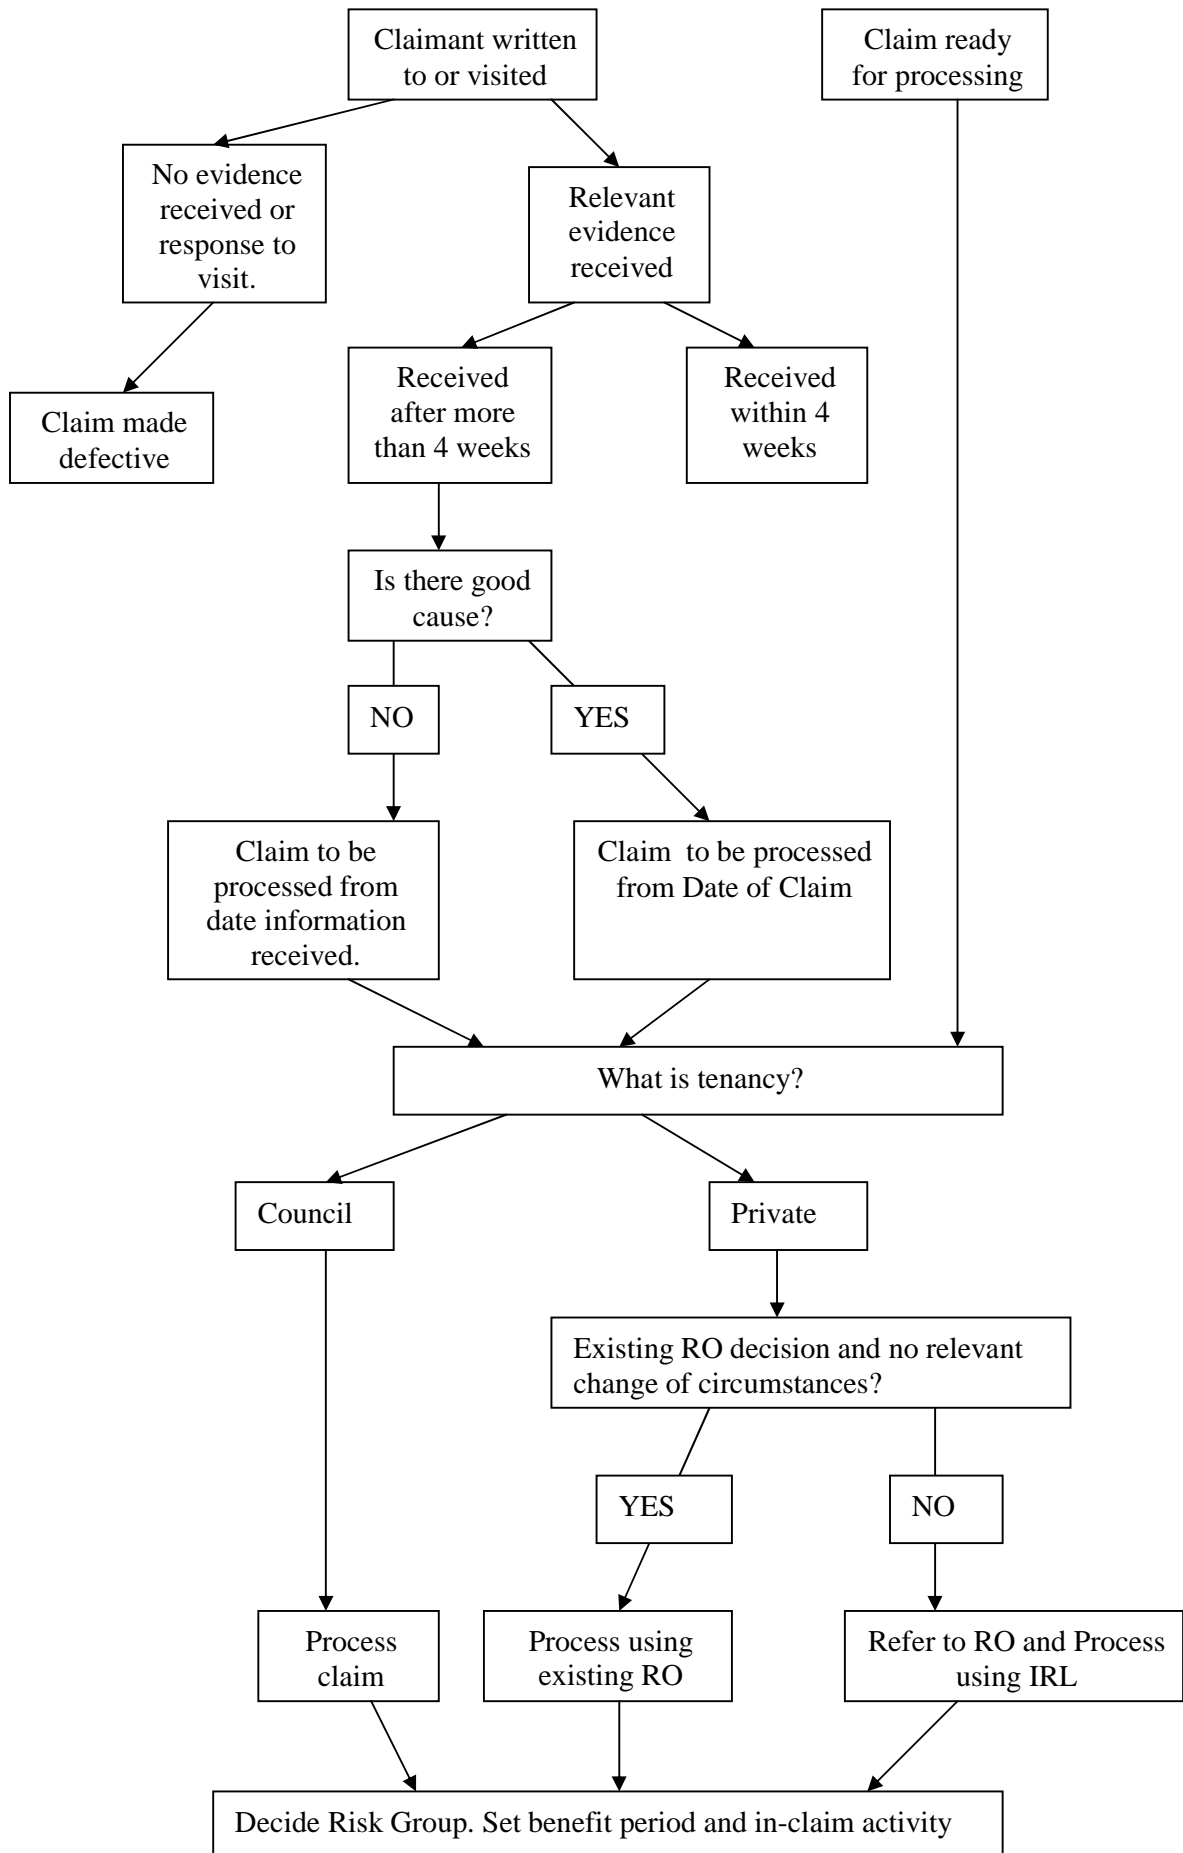 Claimant written
to or visited
Claim ready
for processing
No evidence
received or
response to
visit.
Relevant
evidence
received
Claim made
defective
Received
after more
than 4 weeks
Received
within 4
weeks
Is there good
cause?
NO
YES
Claim to be
processed from
date information
received.
Claim to be processed
from Date of Claim
What is tenancy?
Council
Private
Existing RO decision and no relevant
change of circumstances?
YES
NO
Process
claim
Process using
existing RO
Refer to RO and Process
using IRL
Decide Risk Group. Set benefit period and in-claim activity